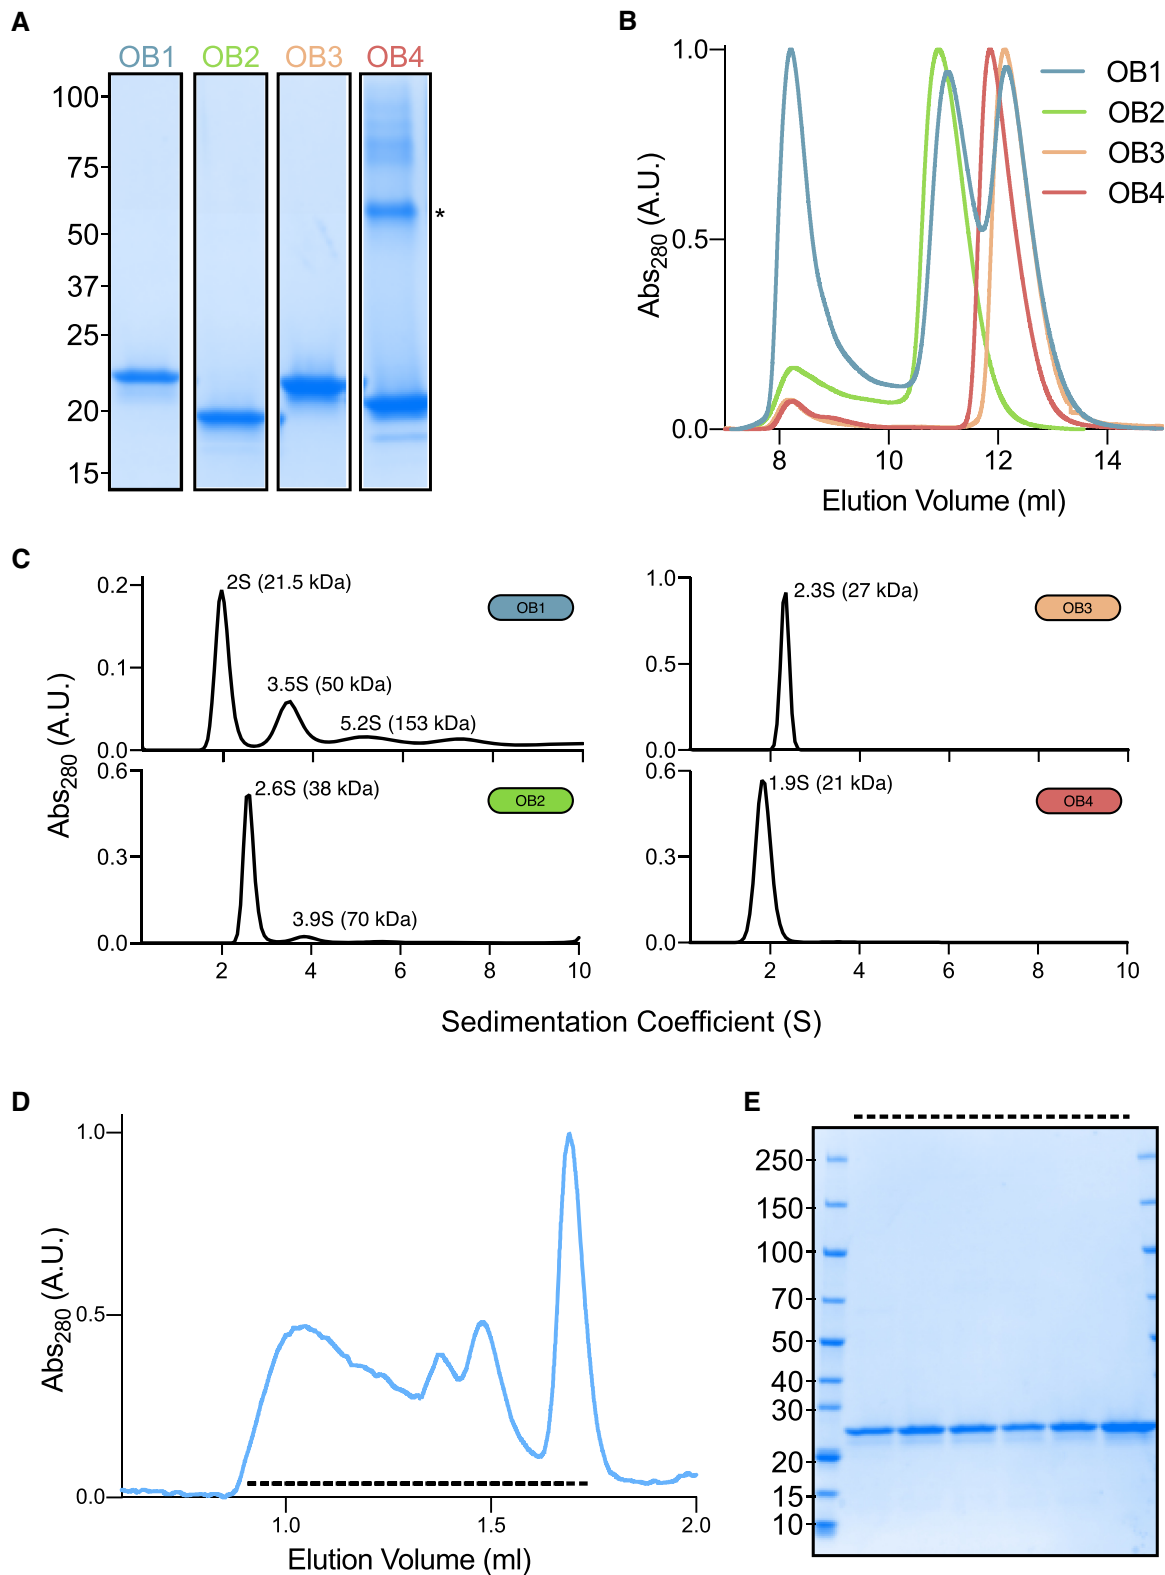 A
OB1 OB2 OB3 OB4
100
75
50
37
25
20
15
*
B
1.0
0.5
0.0
Abs280 (A.U.)
8 10 12 14
Elution Volume (ml)
OB1
OB2
OB3
OB4
C
Abs280 (A.U.)
0.2
0.1
0.0
2S (21.5 kDa)
3.5S (50 kDa)
5.2S (153 kDa)
OB1
1.0
0.5
0.0
2.3S (27 kDa)
OB3
0.6
0.3
0.0
2.6S (38 kDa)
3.9S (70 kDa)
OB2
2 4 6 8 10
0.6
0.3
0.0
1.9S (21 kDa)
OB4
2 4 6 8 10
Sedimentation Coefficient (S)
D
1.0
0.5
0.0
Abs280 (A.U.)
1.0 1.5 2.0
Elution Volume (ml)
E
250
150
100
70
50
40
30
20
15
10